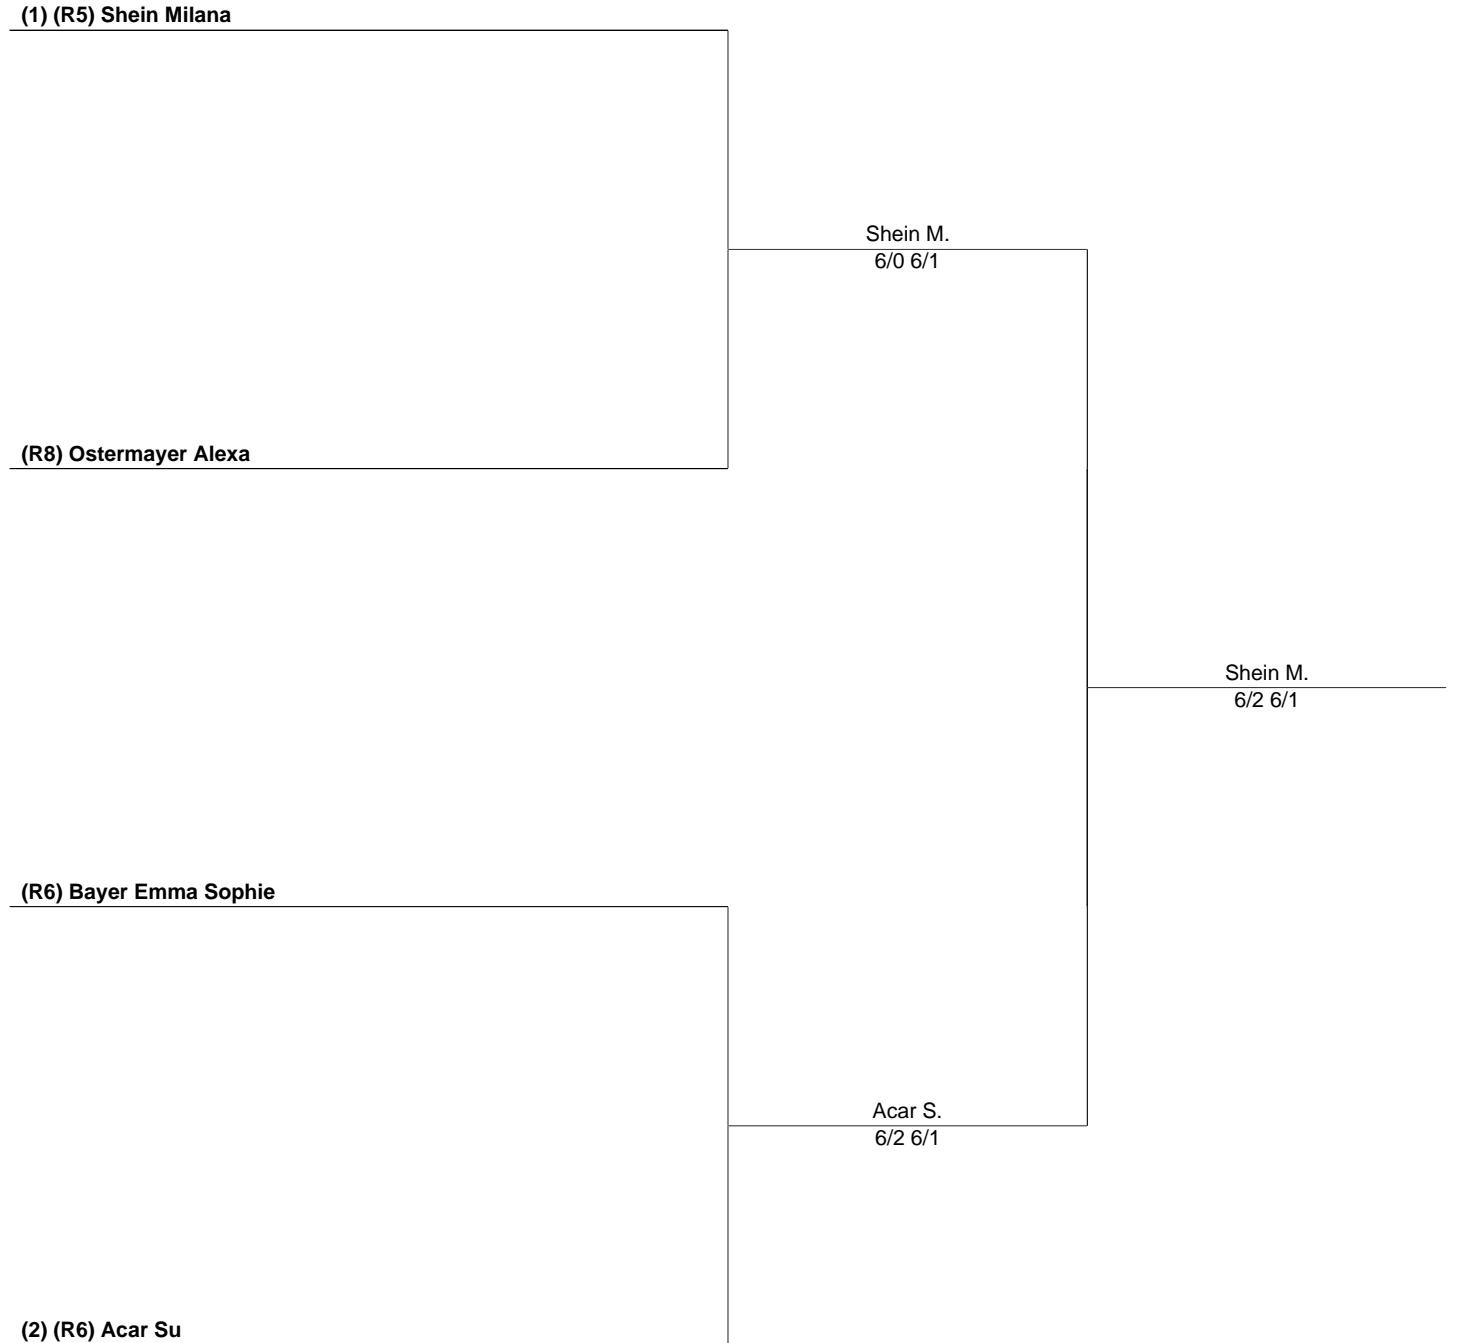 (1) (R5) Shein Milana
Shein M.
6/0 6/1
(R8) Ostermayer Alexa
Shein M.
6/2 6/1
(R6) Bayer Emma Sophie
Acar S.
6/2 6/1
(2) (R6) Acar Su